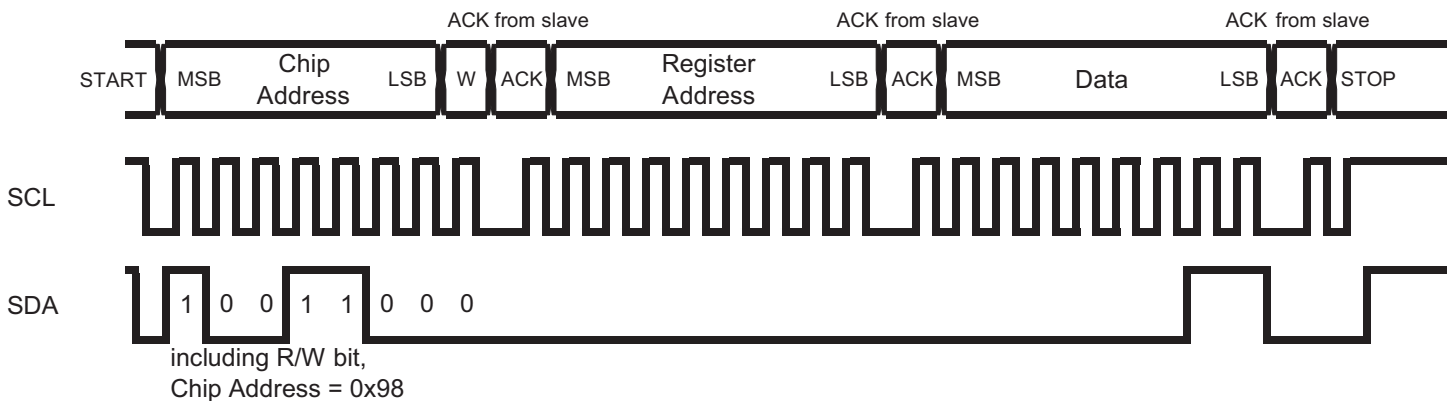 ACK from slave ACK from slave ACK from slave
START MSB Chip Address LSB W ACK MSB Register Address LSB ACK MSB Data LSB ACK STOP
SCL
SDA 1 0 0 1 1 0 0 0
including R/W bit,
Chip Address = 0x98